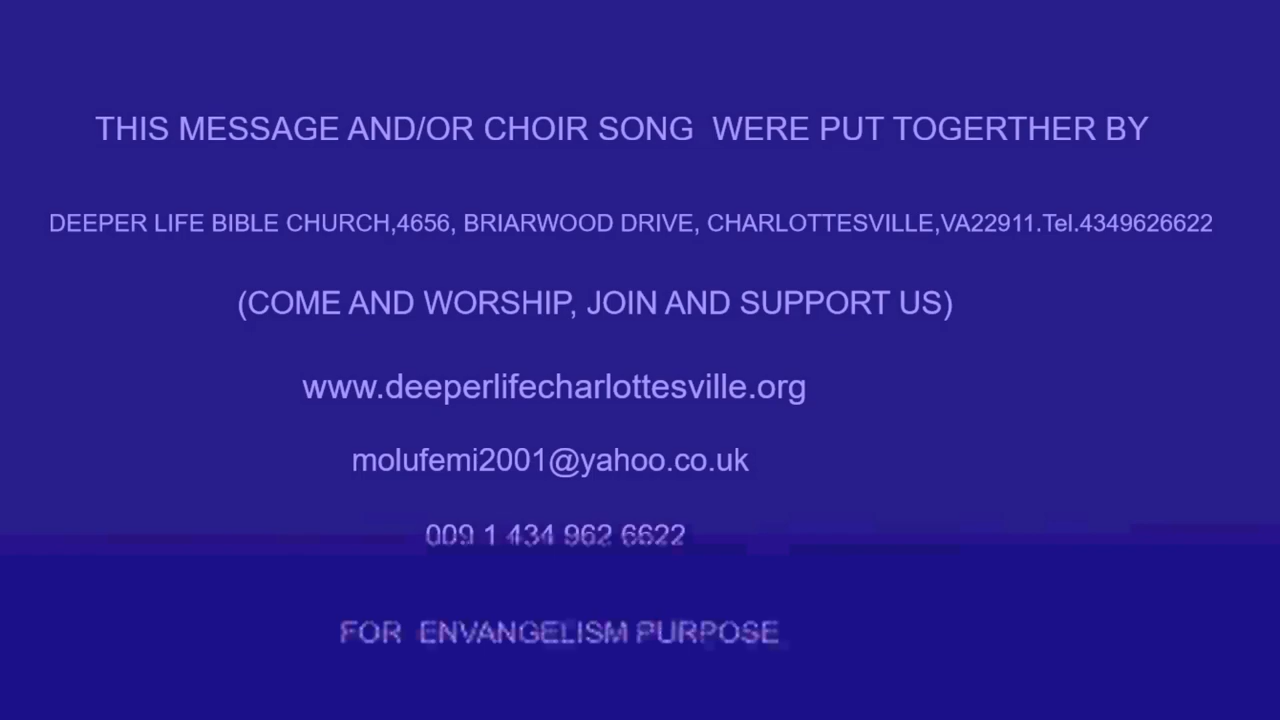 THIS MESSAGE AND/OR CHOIR SONG  WERE PUT TOGERTHER BY
DEEPER LIFE BIBLE CHURCH,4656, BRIARWOOD DRIVE, CHARLOTTESVILLE,VA22911.Tel.4349626622
(COME AND WORSHIP, JOIN AND SUPPORT US)
www.deeperlifecharlottesville.org
molufemi2001@yahoo.co.uk
009 1 434 962 6622
FOR  ENVANGELISM PURPOSE